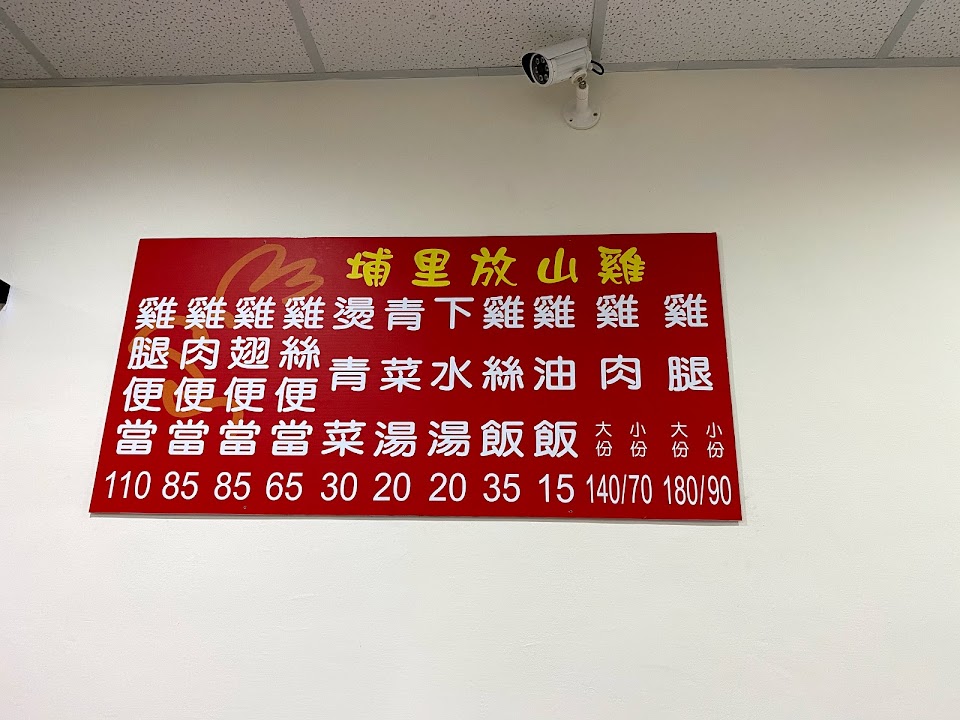 埔里放山雞
雞腿 大份 小份 180/90
雞肉 大份 小份 140/70
雞油飯 15
雞絲飯 35
下水湯 20
青菜湯 20
燙青菜 30
雞絲便當 65
雞翅便當 85
雞肉便當 85
雞腿便當 110